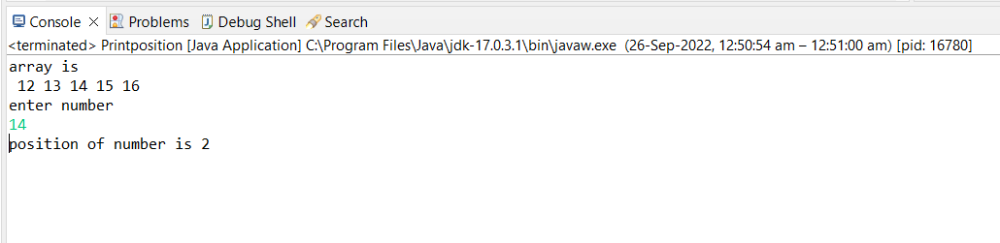 Console Problems Debug Shell Search
<terminated> Printposition [Java Application] C:\Program Files\Java\jdk-17.0.3.1\bin\javaw.exe (26-Sep-2022, 12:50:54 am – 12:51:00 am) [pid: 16780]
array is
12 13 14 15 16
enter number
14
position of number is 2